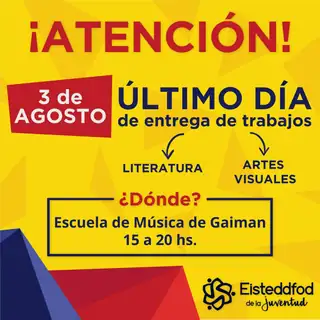 ¡ATENCIÓN!
3 de
AGOSTO
ÚLTIMO DÍA
de entrega de trabajos
LITERATURA
ARTES
VISUALES
¿Dónde?
Escuela de Música de Gaiman
15 a 20 hs.
Eisteddfod
de la Juventud